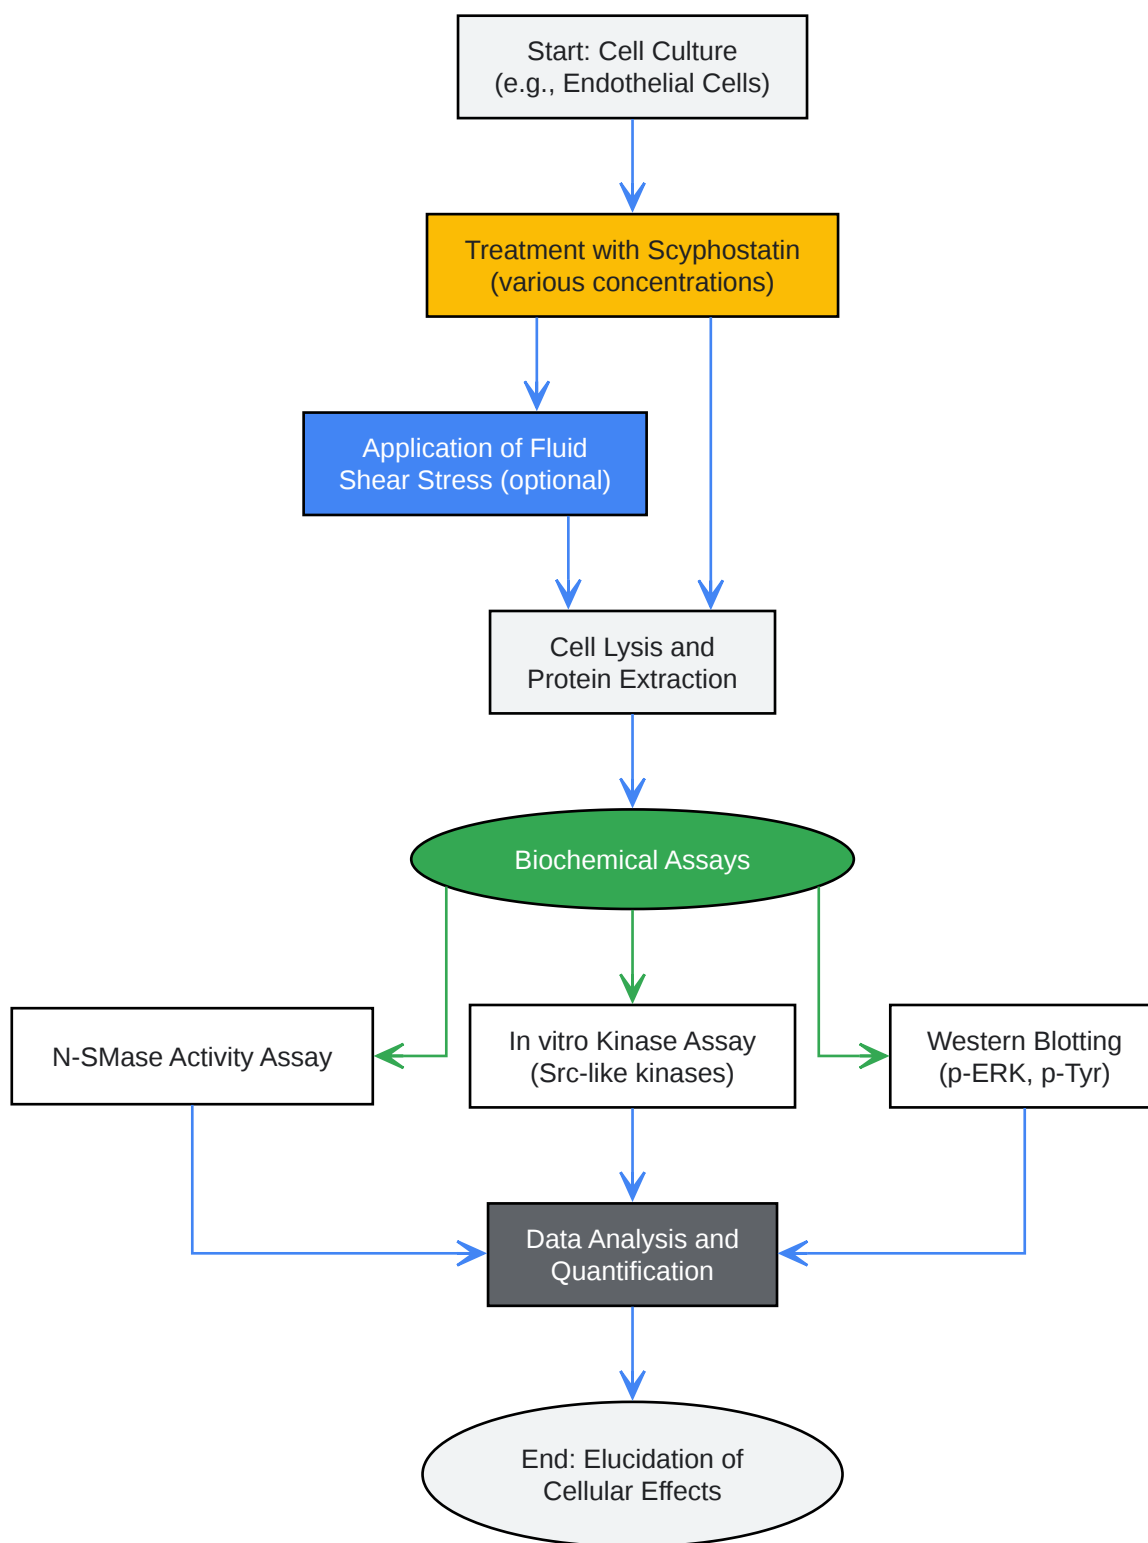 Start: Cell Culture
(e.g., Endothelial Cells)
Treatment with Scyphostatin
(various concentrations)
Application of Fluid
Shear Stress (optional)
Cell Lysis and
Protein Extraction
Biochemical Assays
N-SMase Activity Assay
In vitro Kinase Assay
(Src-like kinases)
Western Blotting
(p-ERK, p-Tyr)
Data Analysis and
Quantification
End: Elucidation of
Cellular Effects